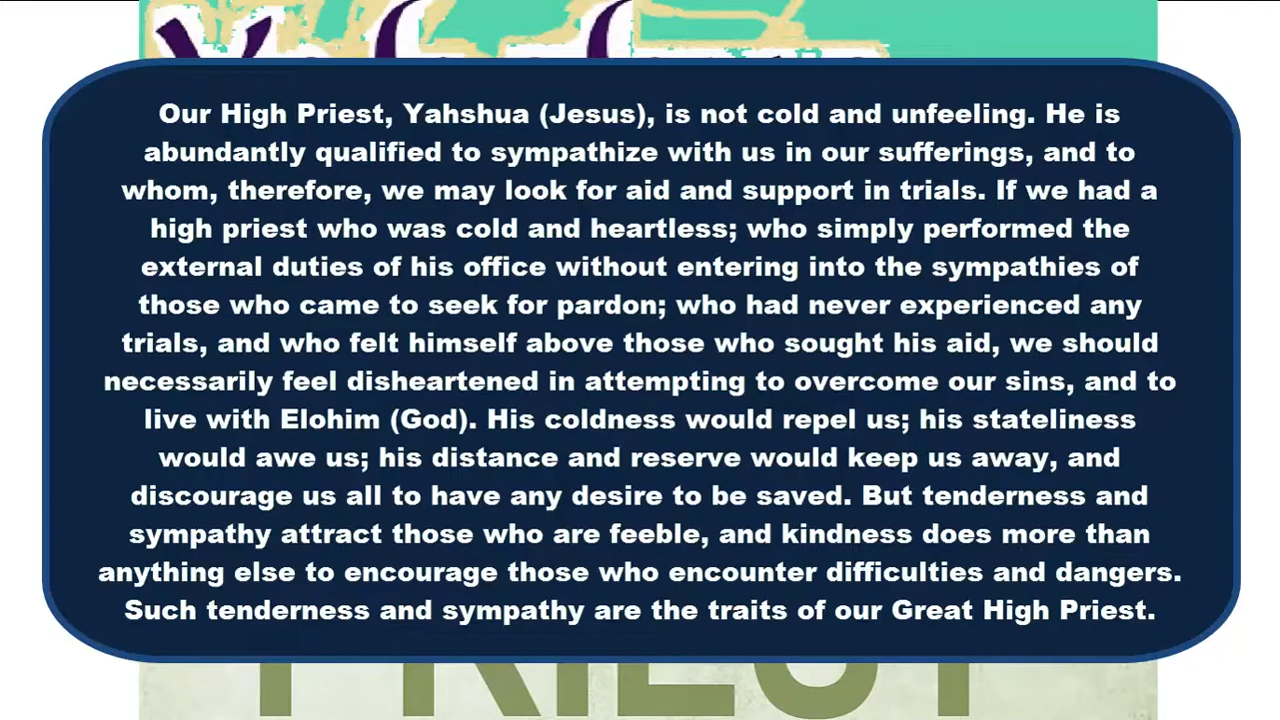 Our High Priest, Yahshua (Jesus), is not cold and unfeeling. He is
abundantly qualified to sympathize with us in our sufferings, and to
whom, therefore, we may look for aid and support in trials. If we had a
high priest who was cold and heartless; who simply performed the
external duties of his office without entering into the sympathies of
those who came to seek for pardon; who had never experienced any
trials, and who felt himself above those who sought his aid, we should
necessarily feel disheartened in attempting to overcome our sins, and to
live with Elohim (God). His coldness would repel us; his stateliness
would awe us; his distance and reserve would keep us away, and
discourage us all to have any desire to be saved. But tenderness and
sympathy attract those who are feeble, and kindness does more than
anything else to encourage those who encounter difficulties and dangers.
Such tenderness and sympathy are the traits of our Great High Priest.
PRIEST